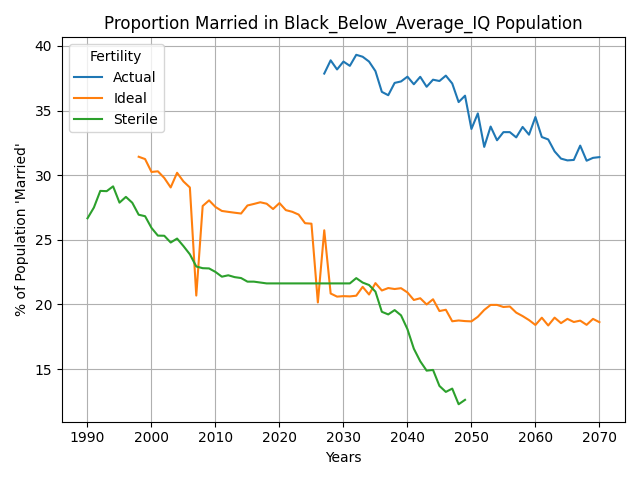 Proportion Married in Black_Below_Average_IQ Population
% of Population 'Married'
40
35
30
25
20
15
Fertility
Actual
Ideal
Sterile
1990 2000 2010 2020 2030 2040 2050 2060 2070
Years